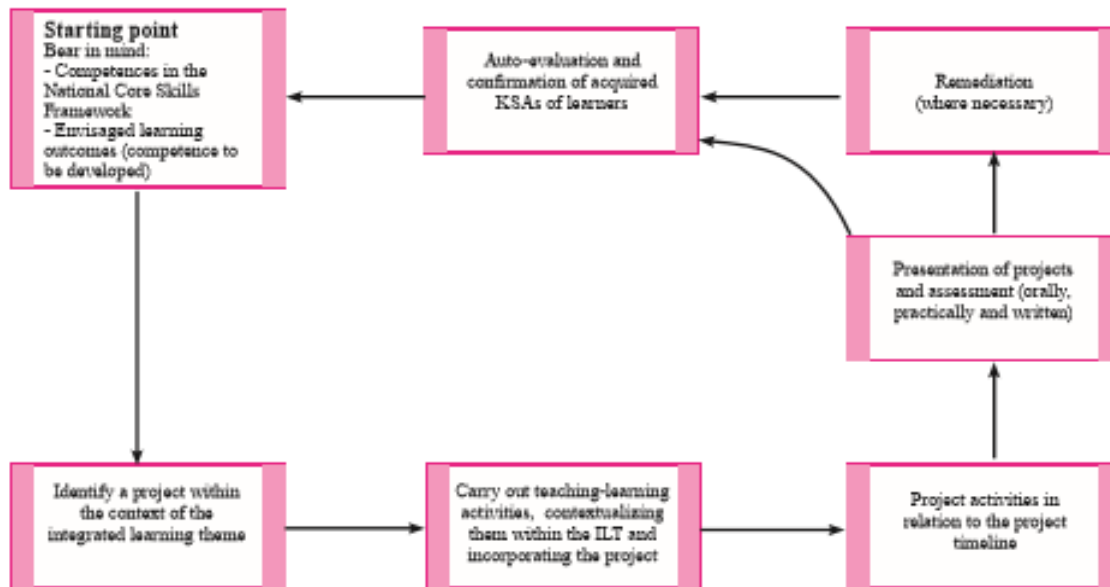 Starting point
Bear in mind:
- Competences in the
National Core Skills
Framework
- Envisaged learning
outcomes (competence to
be developed)
Auto-evaluation and
confirmation of acquired
KSAs of learners
Remediation
(where necessary)
Presentation of projects
and assessment (orally,
practically and written)
Identify a project within
the context of the
integrated learning theme
Carry out teaching-learning
activities, contextualizing
them within the ILT and
incorporating the project
Project activities in
relation to the project
timeline